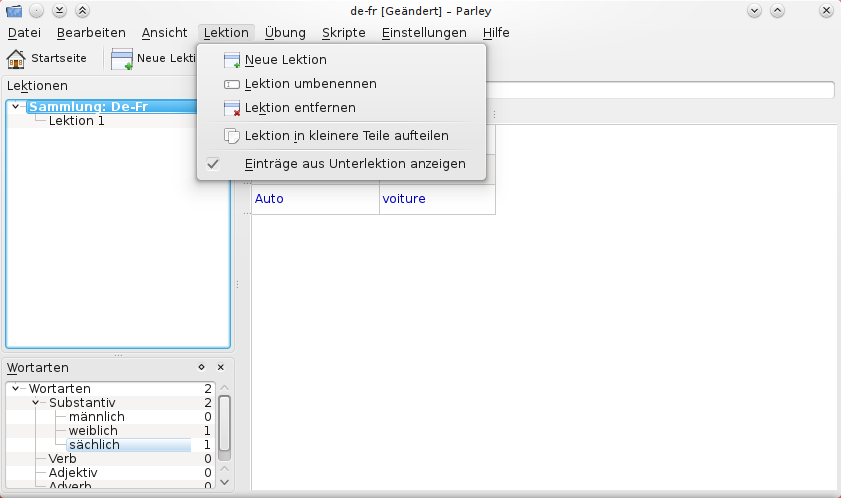 de-fr [Geändert] – Parley
Datei Bearbeiten Ansicht Lektion Übung Skripte Einstellungen Hilfe
Startseite Neue Lekti
Neue Lektion
Lektion umbenennen
Lektion entfernen
Lektion in kleinere Teile aufteilen
Einträge aus Unterlektion anzeigen
Lektionen
Sammlung: De-Fr
Lektion 1
Auto voiture
Wortarten
Wortarten 2
Substantiv 2
männlich 0
weiblich 1
sächlich 1
Verb 0
Adjektiv 0
Adverb 0